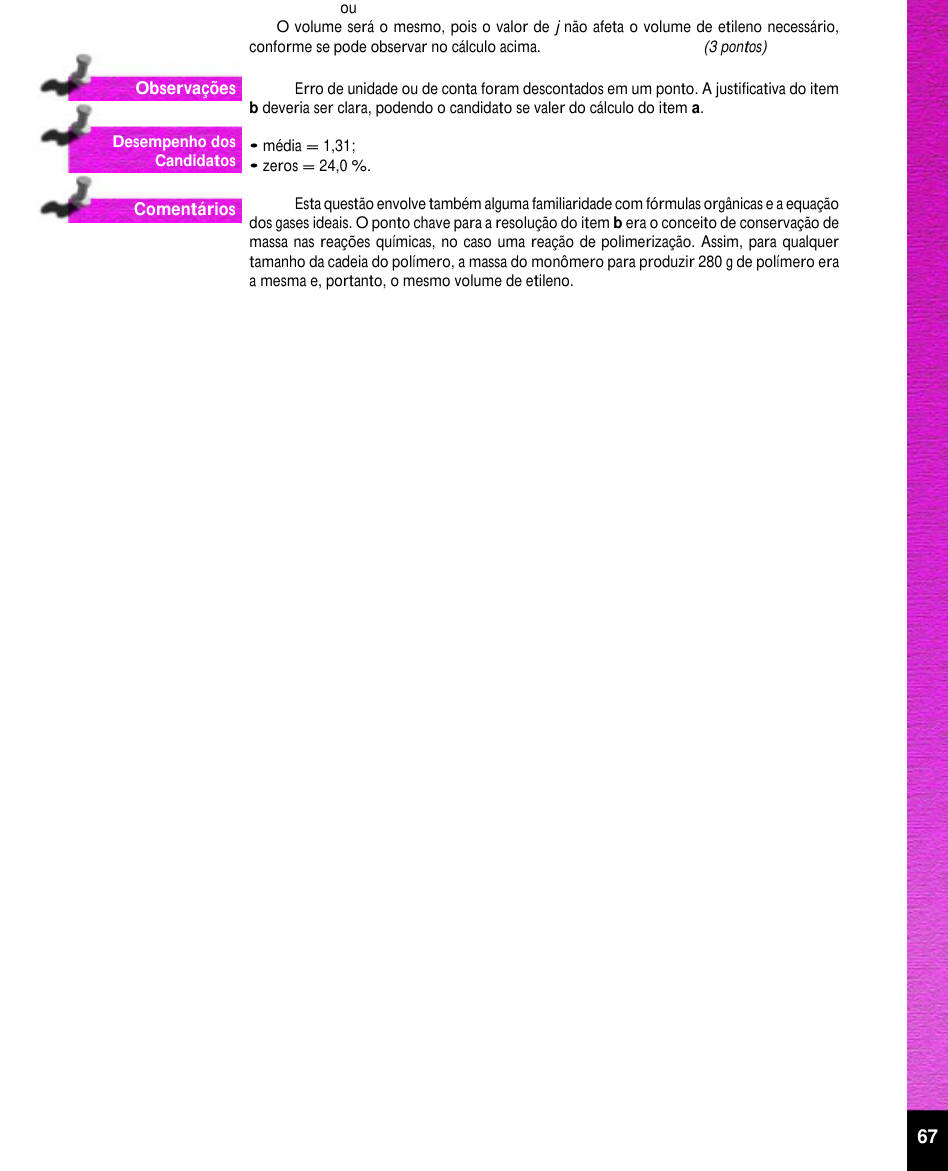 ou
O volume será o mesmo, pois o valor de j não afeta o volume de etileno necessário,
conforme se pode observar no cálculo acima. (3 pontos)
Observações
Erro de unidade ou de conta foram descontados em um ponto. A justificativa do item
b deveria ser clara, podendo o candidato se valer do cálculo do item a.
Desempenho dos
Candidatos
• média = 1,31;
• zeros = 24,0 %.
Comentários
Esta questão envolve também alguma familiaridade com fórmulas orgânicas e a equação
dos gases ideais. O ponto chave para a resolução do item b era o conceito de conservação de
massa nas reações químicas, no caso uma reação de polimerização. Assim, para qualquer
tamanho da cadeia do polímero, a massa do monômero para produzir 280 g de polímero era
a mesma e, portanto, o mesmo volume de etileno.
67